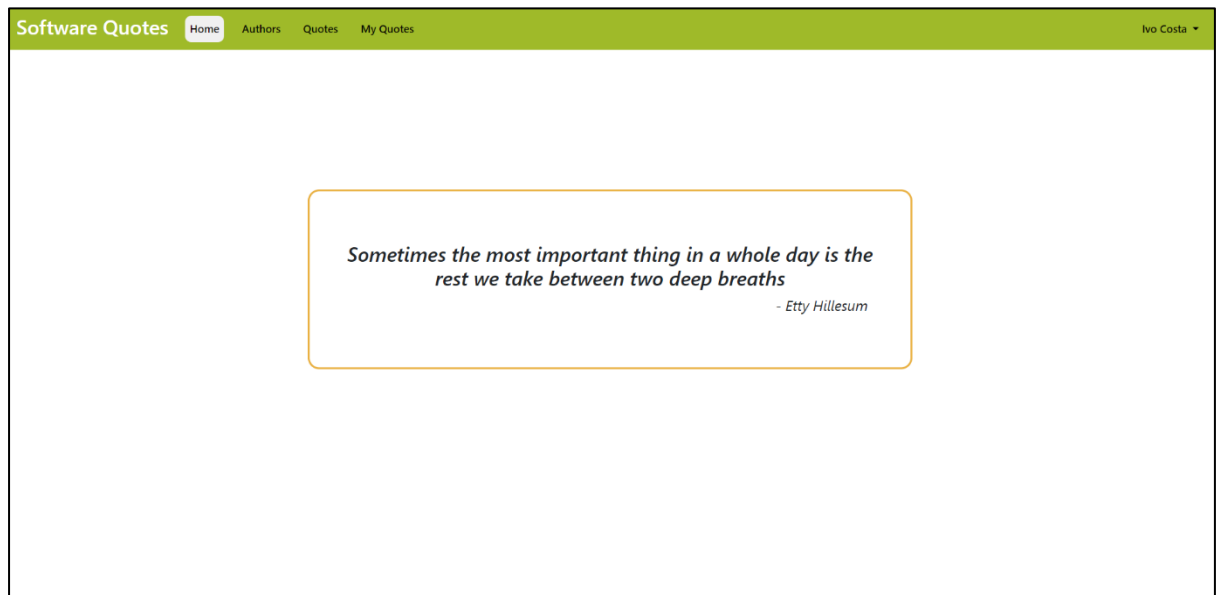 Software Quotes Home Authors Quotes My Quotes Ivo Costa
Sometimes the most important thing in a whole day is the
rest we take between two deep breaths
- Etty Hillesum